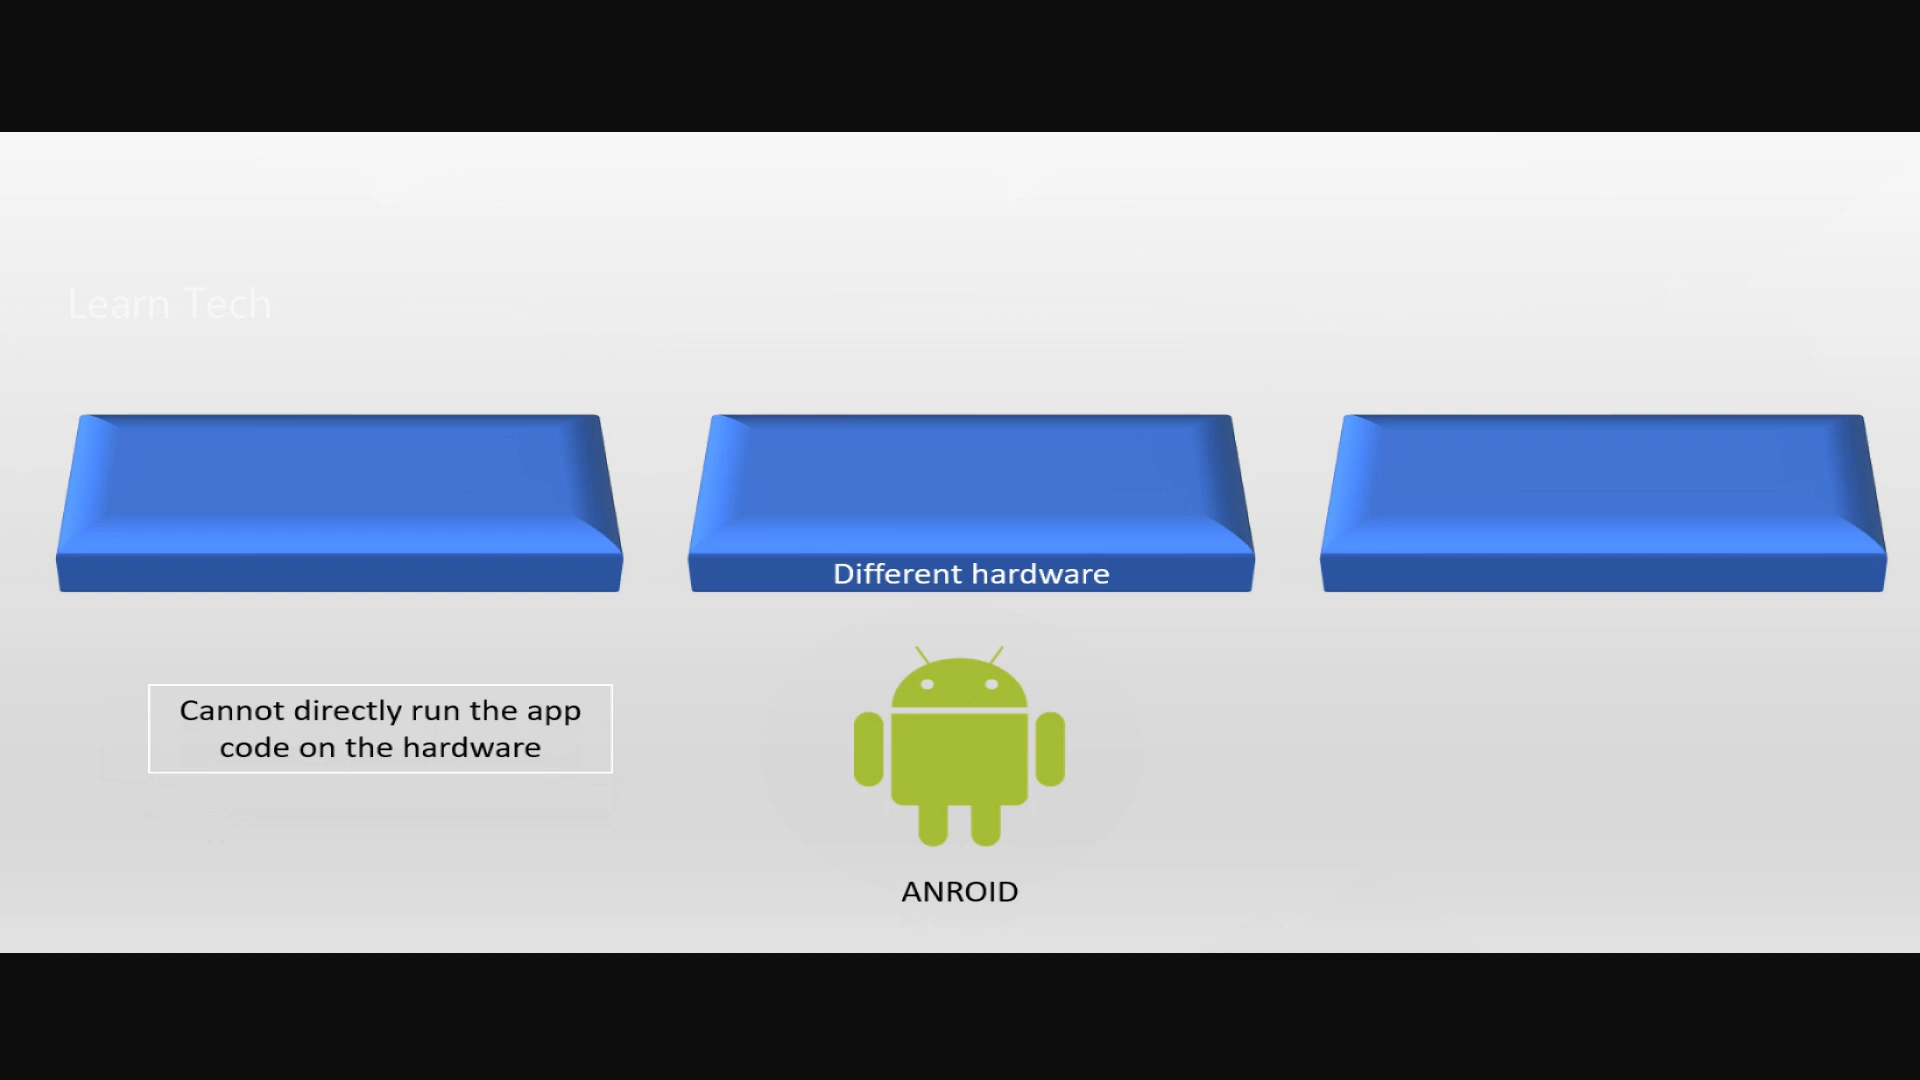 Learn Tech
Different hardware
Cannot directly run the app
code on the hardware
ANROID